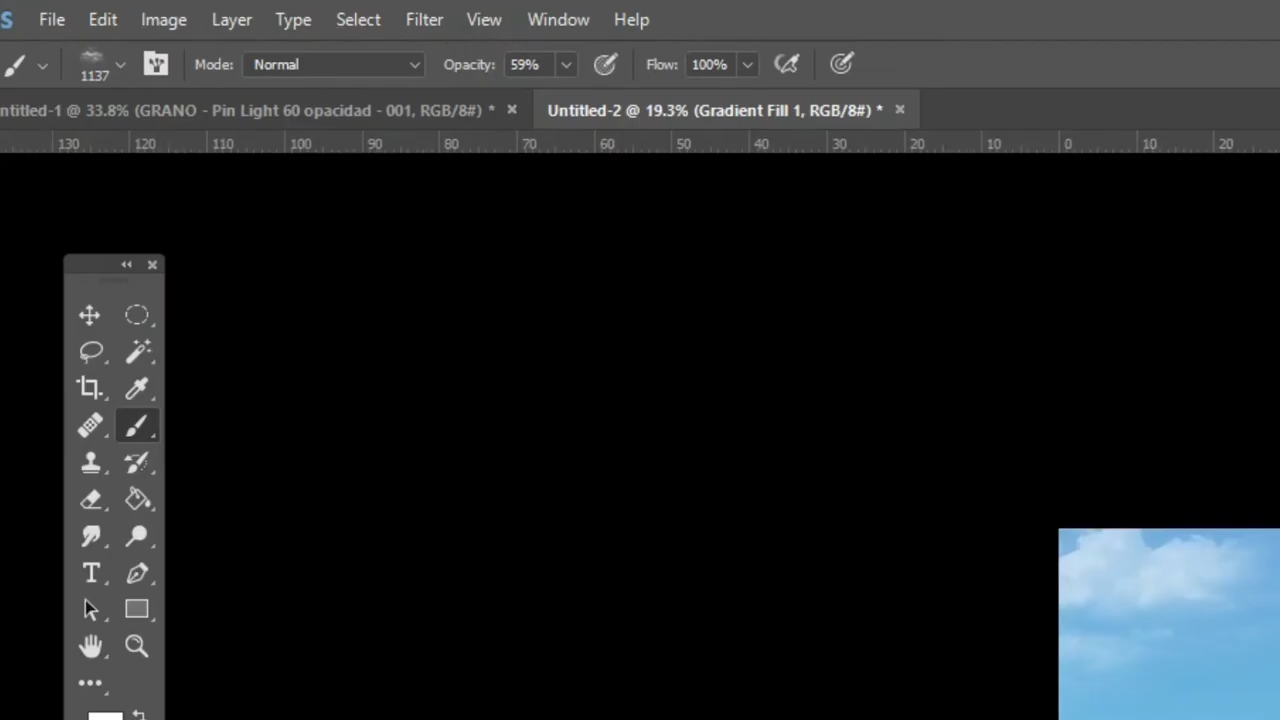 S File Edit Image Layer Type Select Filter View Window Help
1137 Mode: Normal Opacity: 59% Flow: 100%
ntitled-1 @ 33.8% (GRANO - Pin Light 60 opacidad - 001, RGB/8#) * × Untitled-2 @ 19.3% (Gradient Fill 1, RGB/8#) * ×
130 120 110 100 90 80 70 60 50 40 30 20 10 0 10 20
T